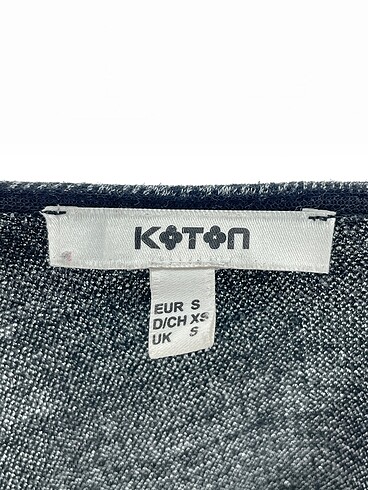 KOTON
EUR S
D/CH XS
UK S